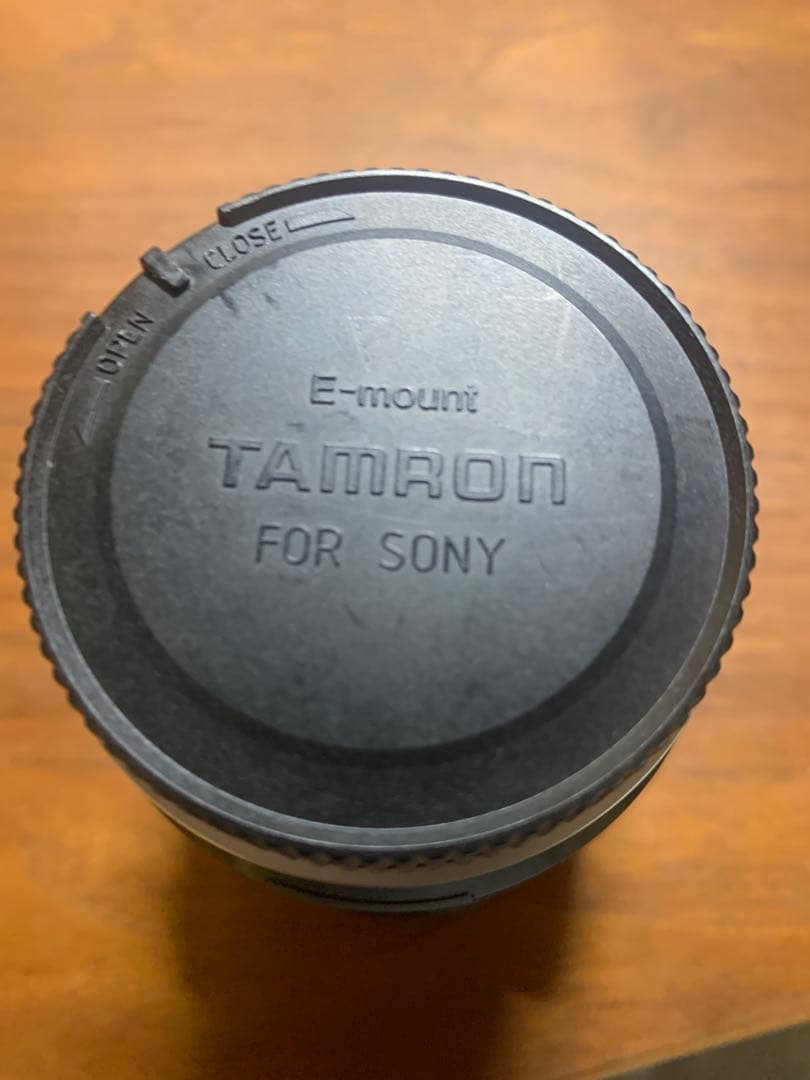 CLOSE
OPEN
E-mount
TAMRON
FOR SONY